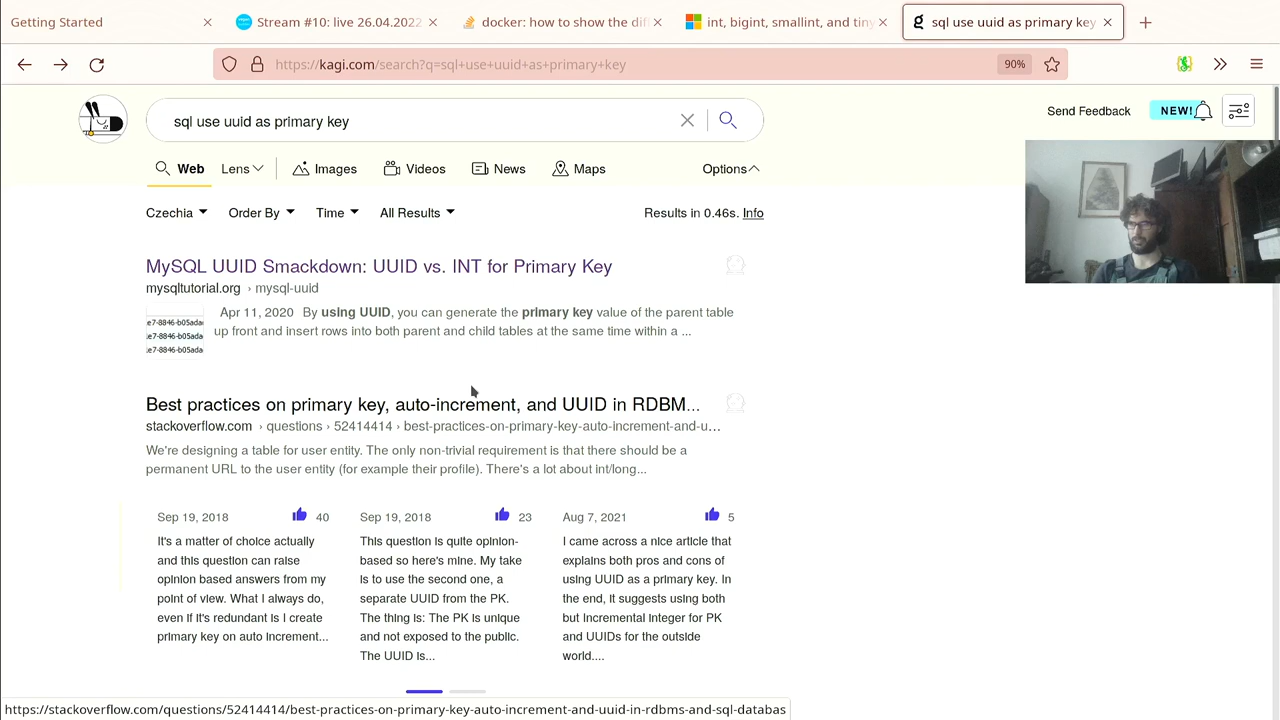 Getting Started
Stream #10: live 26.04.2022
docker: how to show the dif
int, bigint, smallint, and tiny
sql use uuid as primary key
https://kagi.com/search?q=sql+use+uuid+as+primary+key
90%
sql use uuid as primary key
Send Feedback
NEW!
Web
Lens
Images
Videos
News
Maps
Options
Czechia
Order By
Time
All Results
Results in 0.46s. Info
MySQL UUID Smackdown: UUID vs. INT for Primary Key
mysqltutorial.org › mysql-uuid
Apr 11, 2020 By using UUID, you can generate the primary key value of the parent table
up front and insert rows into both parent and child tables at the same time within a ...
e7-8846-b05ada
e7-8846-b05ada
e7-8846-b05ada
Best practices on primary key, auto-increment, and UUID in RDBM...
stackoverflow.com › questions › 52414414 › best-practices-on-primary-key-auto-increment-and-u…
We're designing a table for user entity. The only non-trivial requirement is that there should be a
permanent URL to the user entity (for example their profile). There's a lot about int/long...
Sep 19, 2018 40
It's a matter of choice actually
and this question can raise
opinion based answers from my
point of view. What I always do,
even if it's redundant is I create
primary key on auto increment...
Sep 19, 2018 23
This question is quite opinion-
based so here's mine. My take
is to use the second one, a
separate UUID from the PK.
The thing is: The PK is unique
and not exposed to the public.
The UUID is...
Aug 7, 2021 5
I came across a nice article that
explains both pros and cons of
using UUID as a primary key. In
the end, it suggests using both
but Incremental integer for PK
and UUIDs for the outside
world....
https://stackoverflow.com/questions/52414414/best-practices-on-primary-key-auto-increment-and-uuid-in-rdbms-and-sql-databas